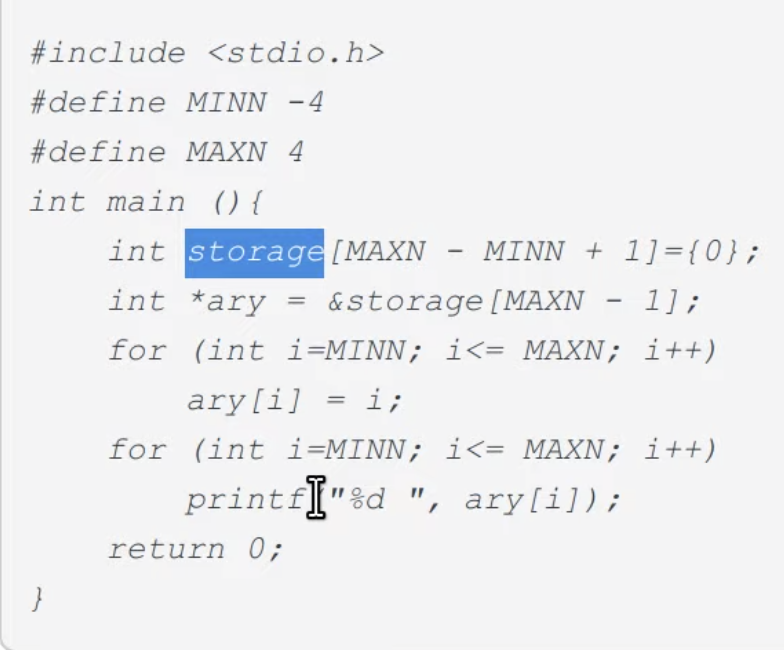 #include <stdio.h>
#define MINN -4
#define MAXN 4
int main (){
    int storage[MAXN - MINN + 1]={0};
    int *ary = &storage[MAXN - 1];
    for (int i=MINN; i<= MAXN; i++)
        ary[i] = i;
    for (int i=MINN; i<= MAXN; i++)
        printf("%d ", ary[i]);
    return 0;
}